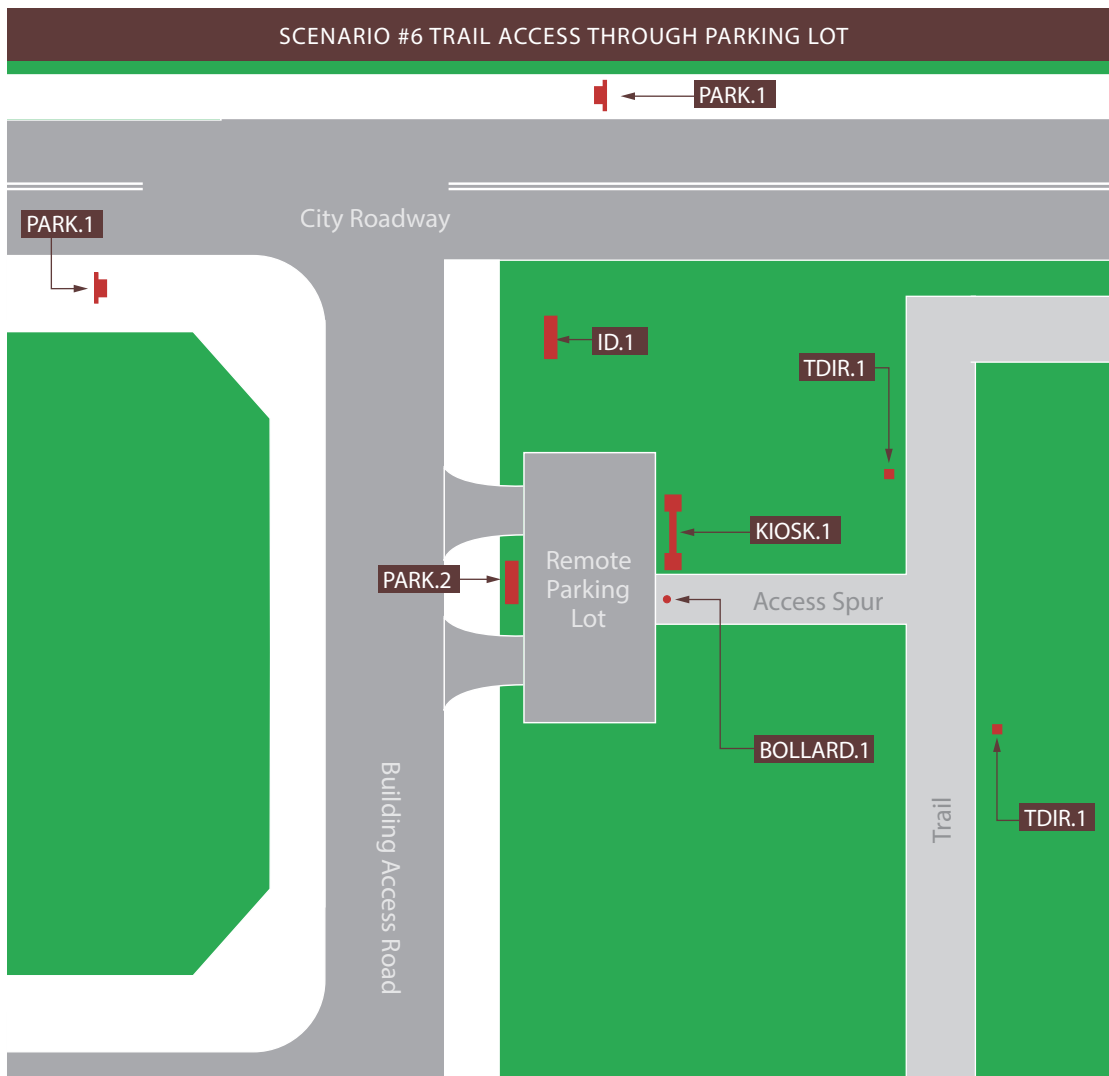 SCENARIO #6 TRAIL ACCESS THROUGH PARKING LOT
PARK.1
PARK.1
City Roadway
ID.1
TDIR.1
KIOSK.1
PARK.2
Remote
Parking
Lot
Access Spur
BOLLARD.1
Building Access Road
Trail
TDIR.1